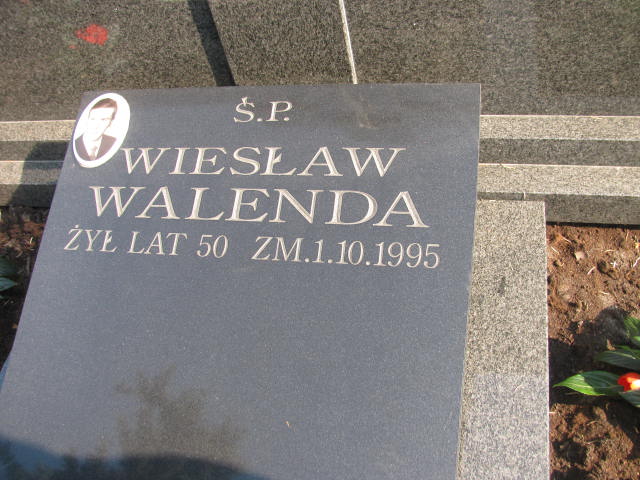 Ś.P.
WIESŁAW
WALENDA
ŻYŁ LAT 50 ZM.1.10.1995